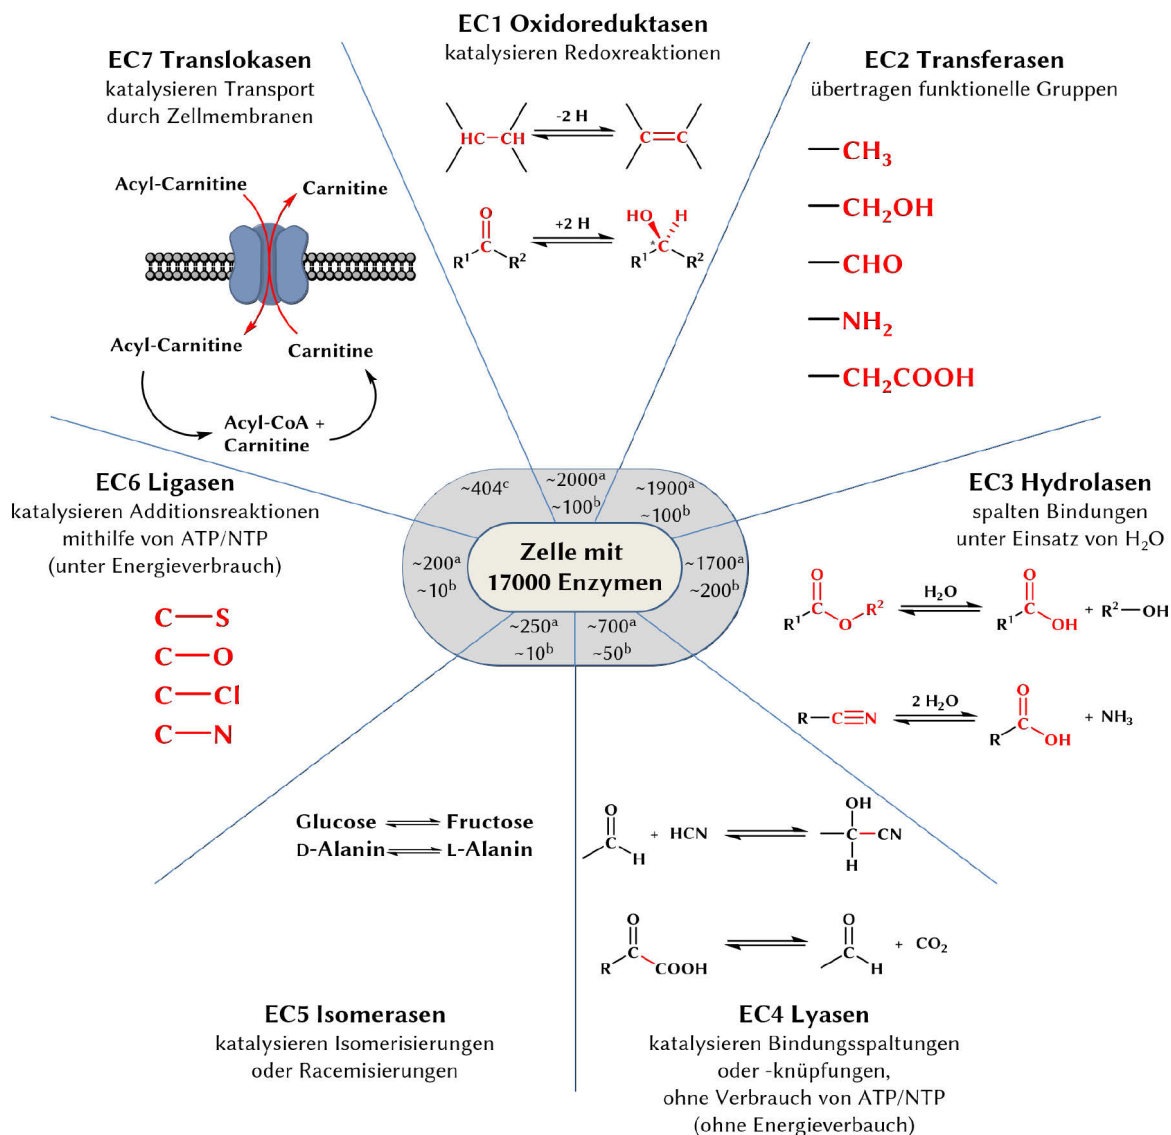 EC1 Oxidoreduktasen
katalysieren Redoxreaktionen
-2 H
HC CH
C C
+2 H
O
C
R¹ R²
HO H
* C
R¹ R²
EC2 Transferasen
übertragen funktionelle Gruppen
CH₃
CH₂OH
CHO
NH₂
CH₂COOH
EC3 Hydrolasen
spalten Bindungen
unter Einsatz von H₂O
O
C
R¹ O R²
H₂O
O
C
R¹ OH
+ R² OH
R C N
2 H₂O
O
C
R OH
+ NH₃
O
C
H
+ HCN
OH
C CN
H
O
C
R COOH
O
C
H
+ CO₂
EC4 Lyasen
katalysieren Bindungsspaltungen
oder -knüpfungen,
ohne Verbrauch von ATP/NTP
(ohne Energieverbauch)
Glucose Fructose
D-Alanin L-Alanin
EC5 Isomerasen
katalysieren Isomerisierungen
oder Racemisierungen
EC6 Ligasen
katalysieren Additionsreaktionen
mithilfe von ATP/NTP
(unter Energieverbrauch)
C S
C O
C Cl
C N
EC7 Translokasen
katalysieren Transport
durch Zellmembranen
Acyl-Carnitine Carnitine
Acyl-Carnitine Carnitine
Acyl-CoA +
Carnitine
~404ᶜ
~2000ᵃ
~100ᵇ
~1900ᵃ
~100ᵇ
~1700ᵃ
~200ᵇ
~700ᵃ
~50ᵇ
~250ᵃ
~10ᵇ
~200ᵃ
~10ᵇ
Zelle mit
17000 Enzymen